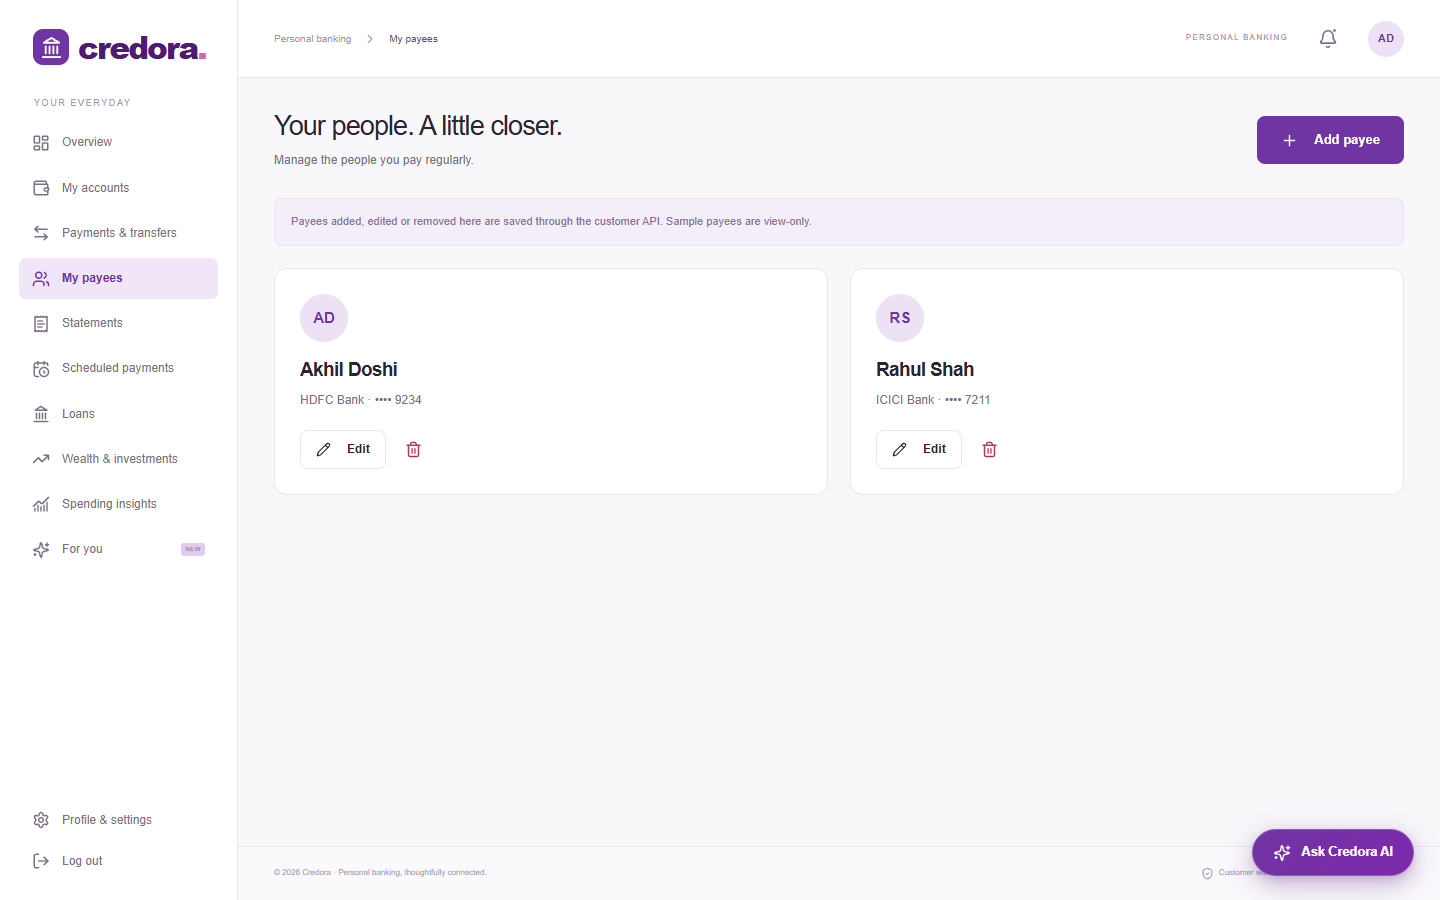 credora.
YOUR EVERYDAY
Overview
My accounts
Payments & transfers
My payees
Statements
Scheduled payments
Loans
Wealth & investments
Spending insights
For you NEW
Profile & settings
Log out
Personal banking > My payees
PERSONAL BANKING
AD
Your people. A little closer.
Manage the people you pay regularly.
+ Add payee
Payees added, edited or removed here are saved through the customer API. Sample payees are view-only.
AD
Akhil Doshi
HDFC Bank · •••• 9234
Edit
RS
Rahul Shah
ICICI Bank · •••• 7211
Edit
© 2026 Credora · Personal banking, thoughtfully connected.
Customer
Ask Credora AI